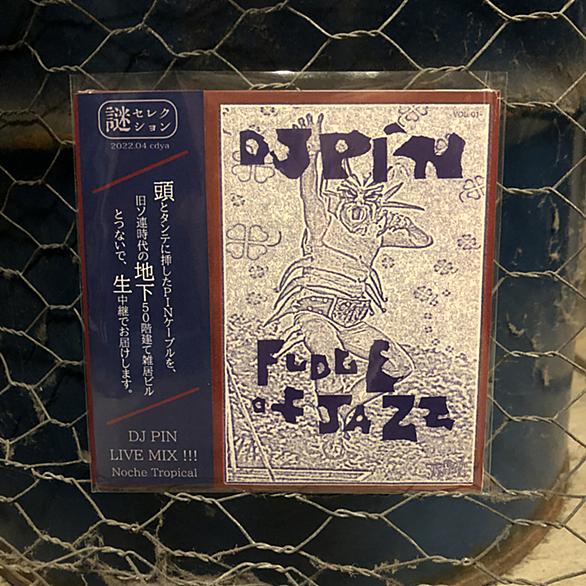 謎セレク
ション
2022.04 cdya
頭とタンテに挿したPINケーブルを、
旧ソ連時代の地下50階建て雑居ビル
とつないで、生中継でお届けします。
DJ PIN
LIVE MIX !!!
Noche Tropical
VOL.01-
DJ PiN
FUDGE
of JAZZ